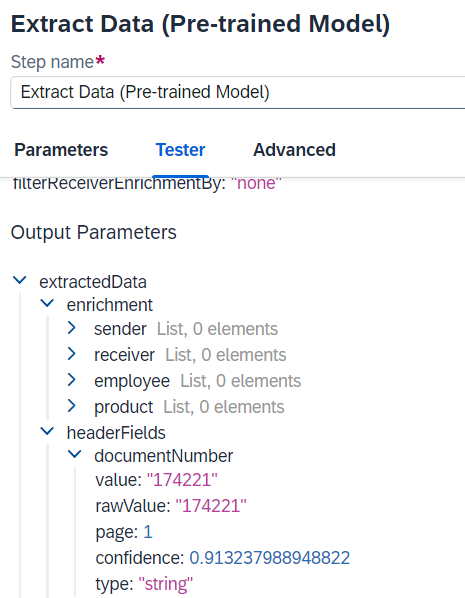 Extract Data (Pre-trained Model)
Step name*
Extract Data (Pre-trained Model)
Parameters Tester Advanced
filterReceiverEnrichmentBy: "none"
Output Parameters
extractedData
enrichment
sender List, 0 elements
receiver List, 0 elements
employee List, 0 elements
product List, 0 elements
headerFields
documentNumber
value: "174221"
rawValue: "174221"
page: 1
confidence: 0.913237988948822
type: "string"